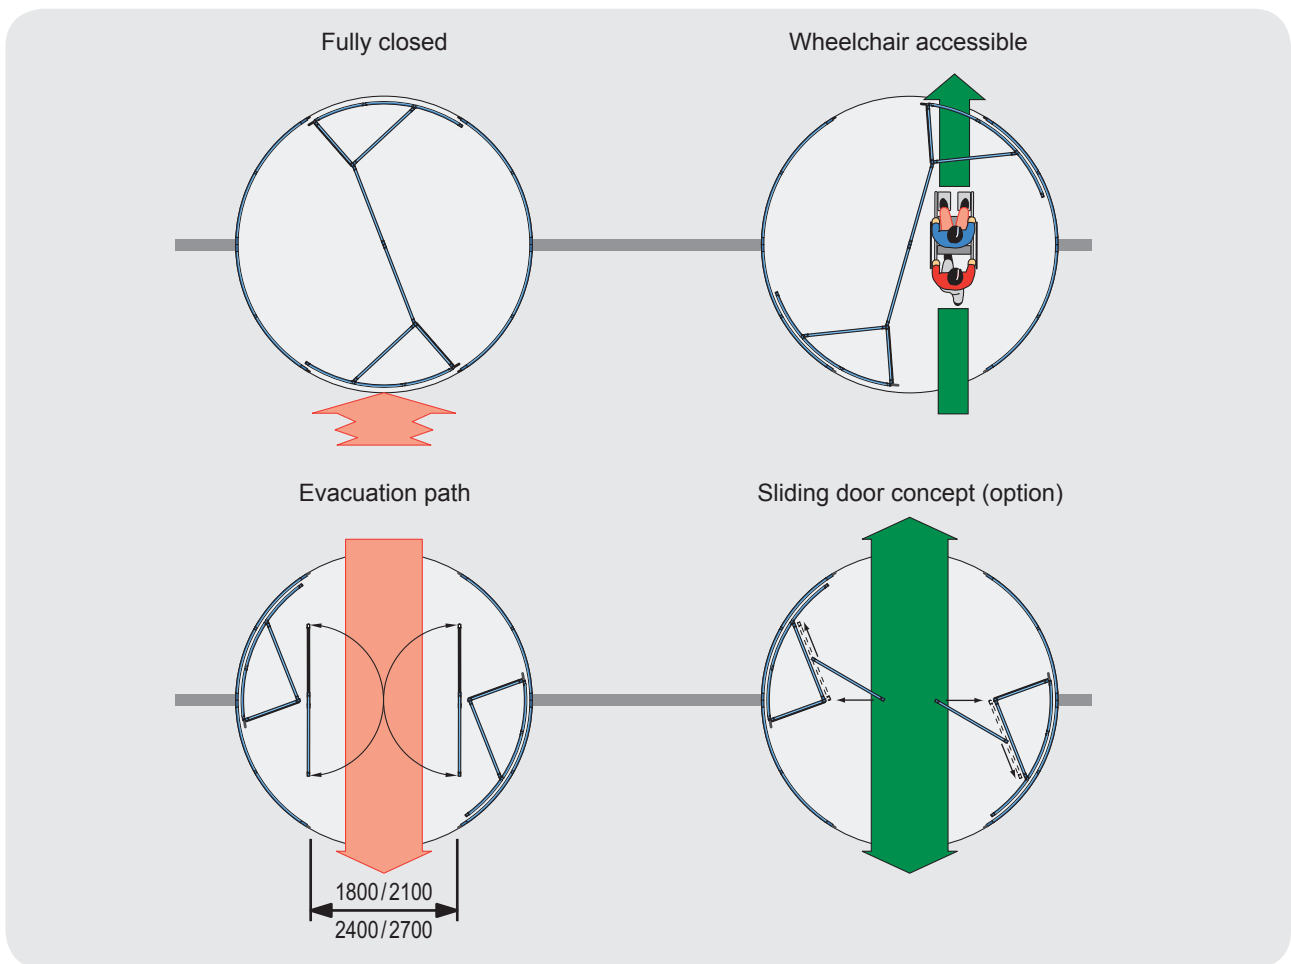 Fully closed
Wheelchair accessible
Evacuation path
Sliding door concept (option)
1800/2100
2400/2700